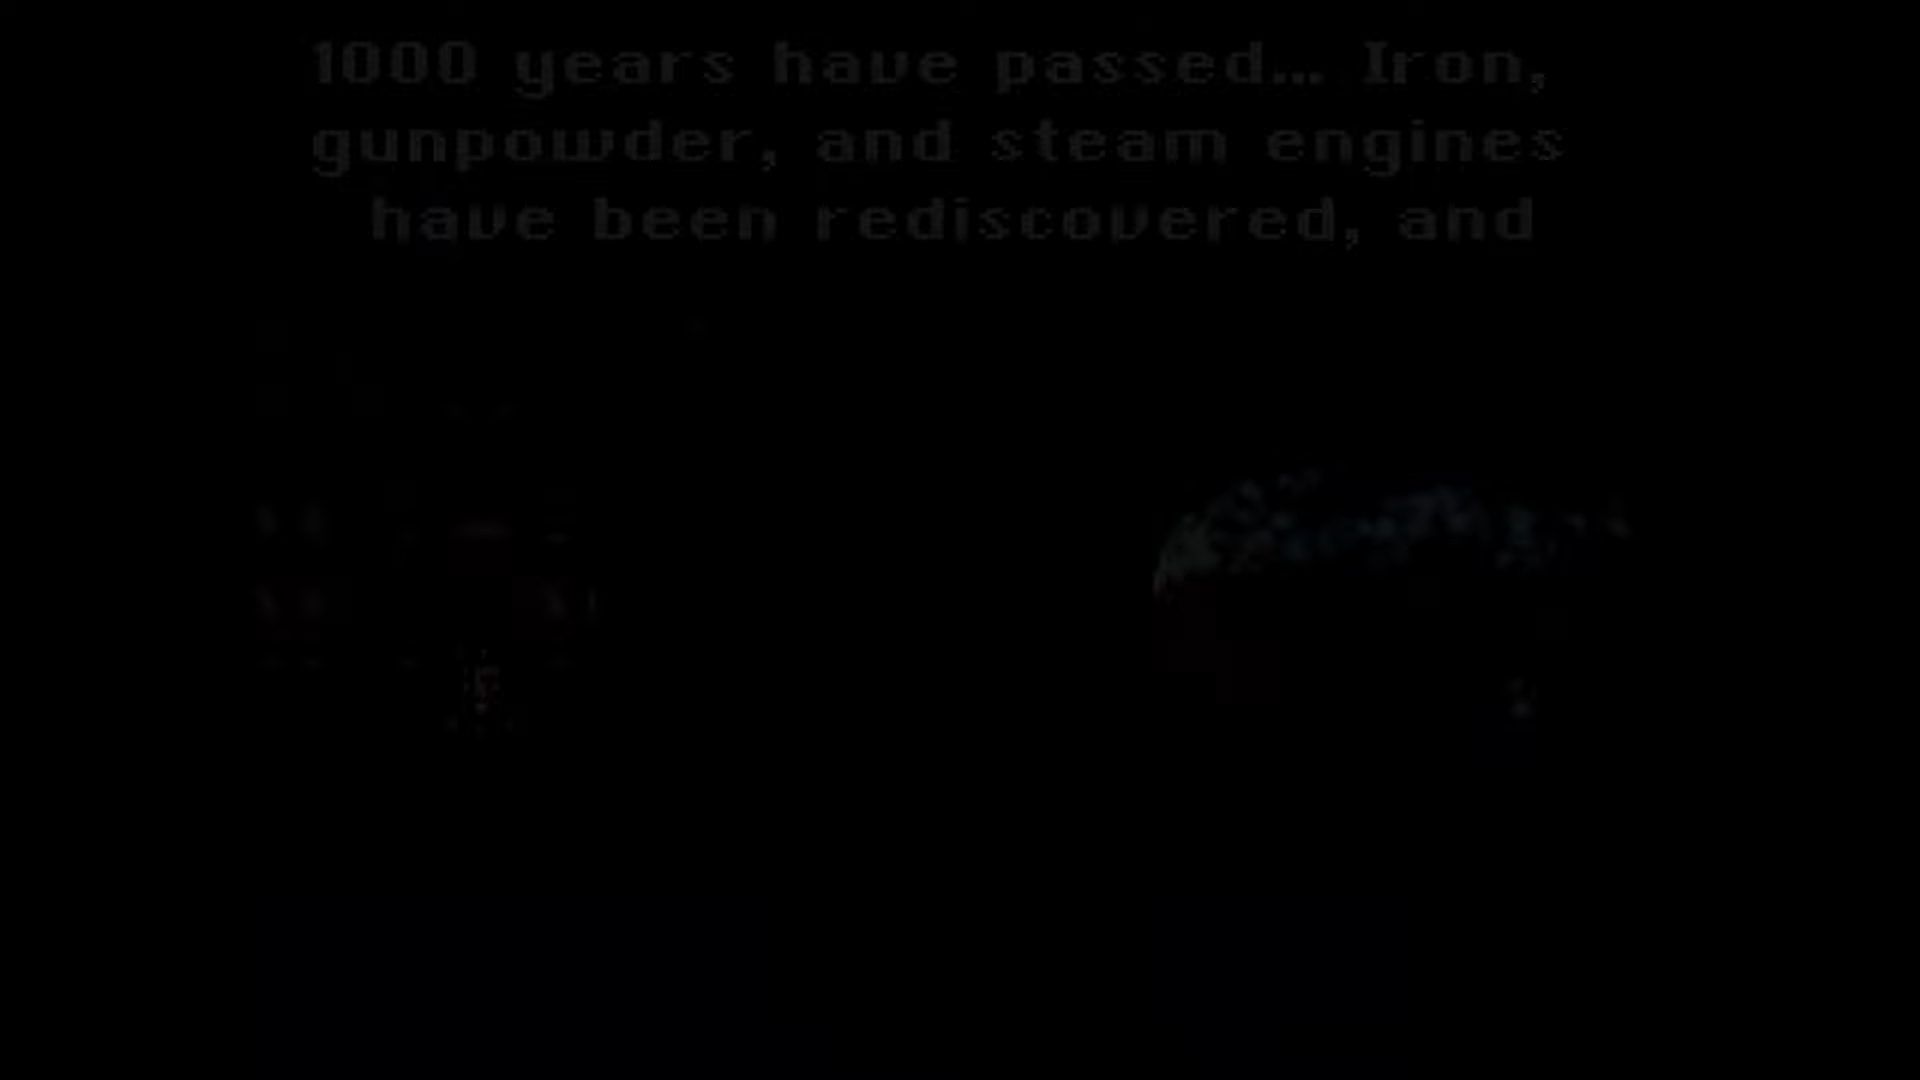 1000 years have passed... Iron,
gunpowder, and steam engines
have been rediscovered, and